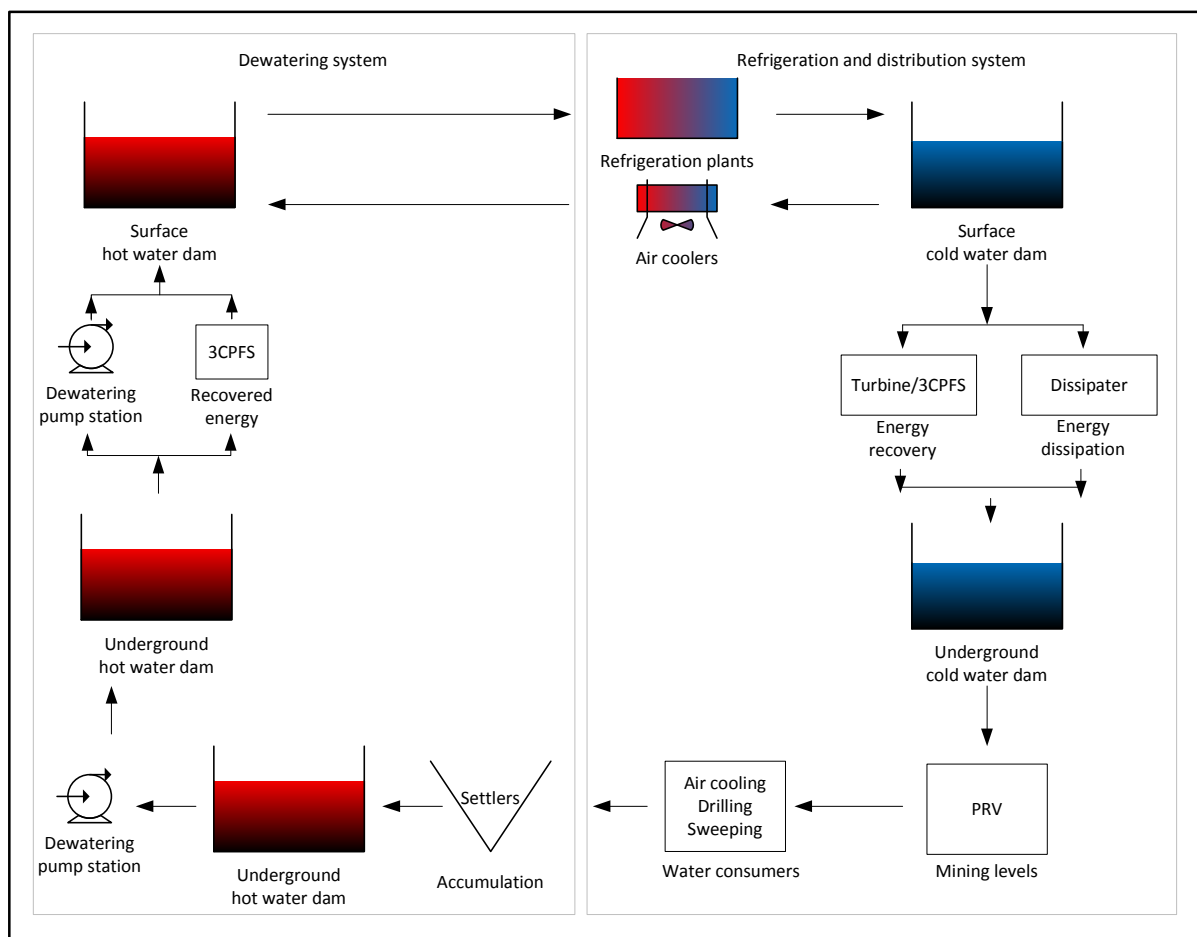 Dewatering system
Surface
hot water dam
3CPFS
Dewatering
pump station
Recovered
energy
Underground
hot water dam
Dewatering
pump station
Underground
hot water dam
Settlers
Accumulation
Refrigeration and distribution system
Refrigeration plants
Air coolers
Surface
cold water dam
Turbine/3CPFS
Energy
recovery
Dissipater
Energy
dissipation
Underground
cold water dam
Air cooling
Drilling
Sweeping
Water consumers
PRV
Mining levels